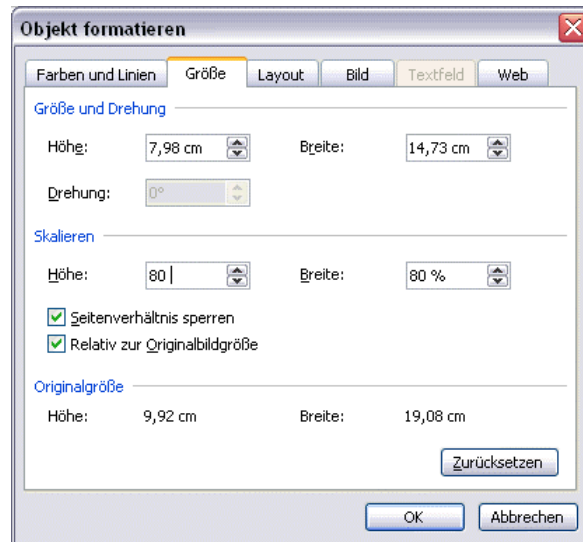 Objekt formatieren
Farben und Linien Größe Layout Bild Textfeld Web
Größe und Drehung
Höhe: 7,98 cm Breite: 14,73 cm
Drehung: 0°
Skalieren
Höhe: 80 Breite: 80 %
Seitenverhältnis sperren
Relativ zur Originalbildgröße
Originalgröße
Höhe: 9,92 cm Breite: 19,08 cm
Zurücksetzen
OK Abbrechen